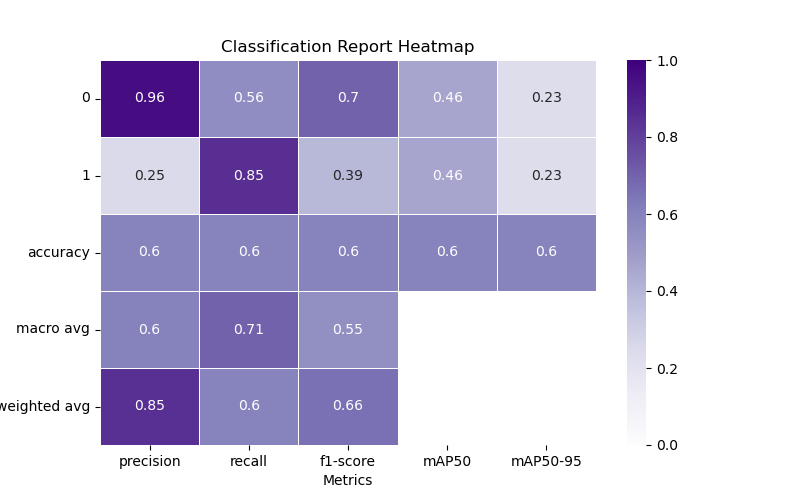 Classification Report Heatmap
0 0.96 0.56 0.7 0.46 0.23
1 0.25 0.85 0.39 0.46 0.23
accuracy 0.6 0.6 0.6 0.6 0.6
macro avg 0.6 0.71 0.55
weighted avg 0.85 0.6 0.66
precision recall f1-score mAP50 mAP50-95
Metrics
1.0
0.8
0.6
0.4
0.2
0.0